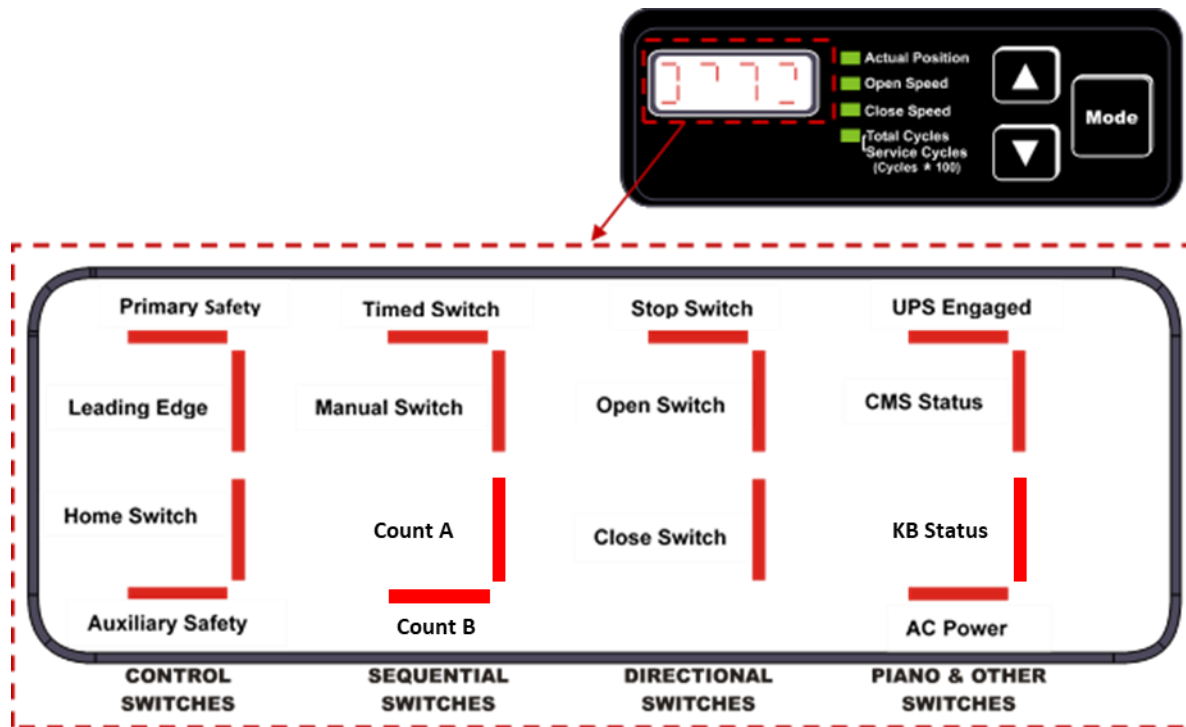 Actual Position
Open Speed
Close Speed
Total Cycles
Service Cycles
(Cycles * 100)
▲
▼
Mode
Primary Safety
Timed Switch
Stop Switch
UPS Engaged
Leading Edge
Manual Switch
Open Switch
CMS Status
Home Switch
Count A
Close Switch
KB Status
Auxiliary Safety
Count B
AC Power
CONTROL
SWITCHES
SEQUENTIAL
SWITCHES
DIRECTIONAL
SWITCHES
PIANO & OTHER
SWITCHES